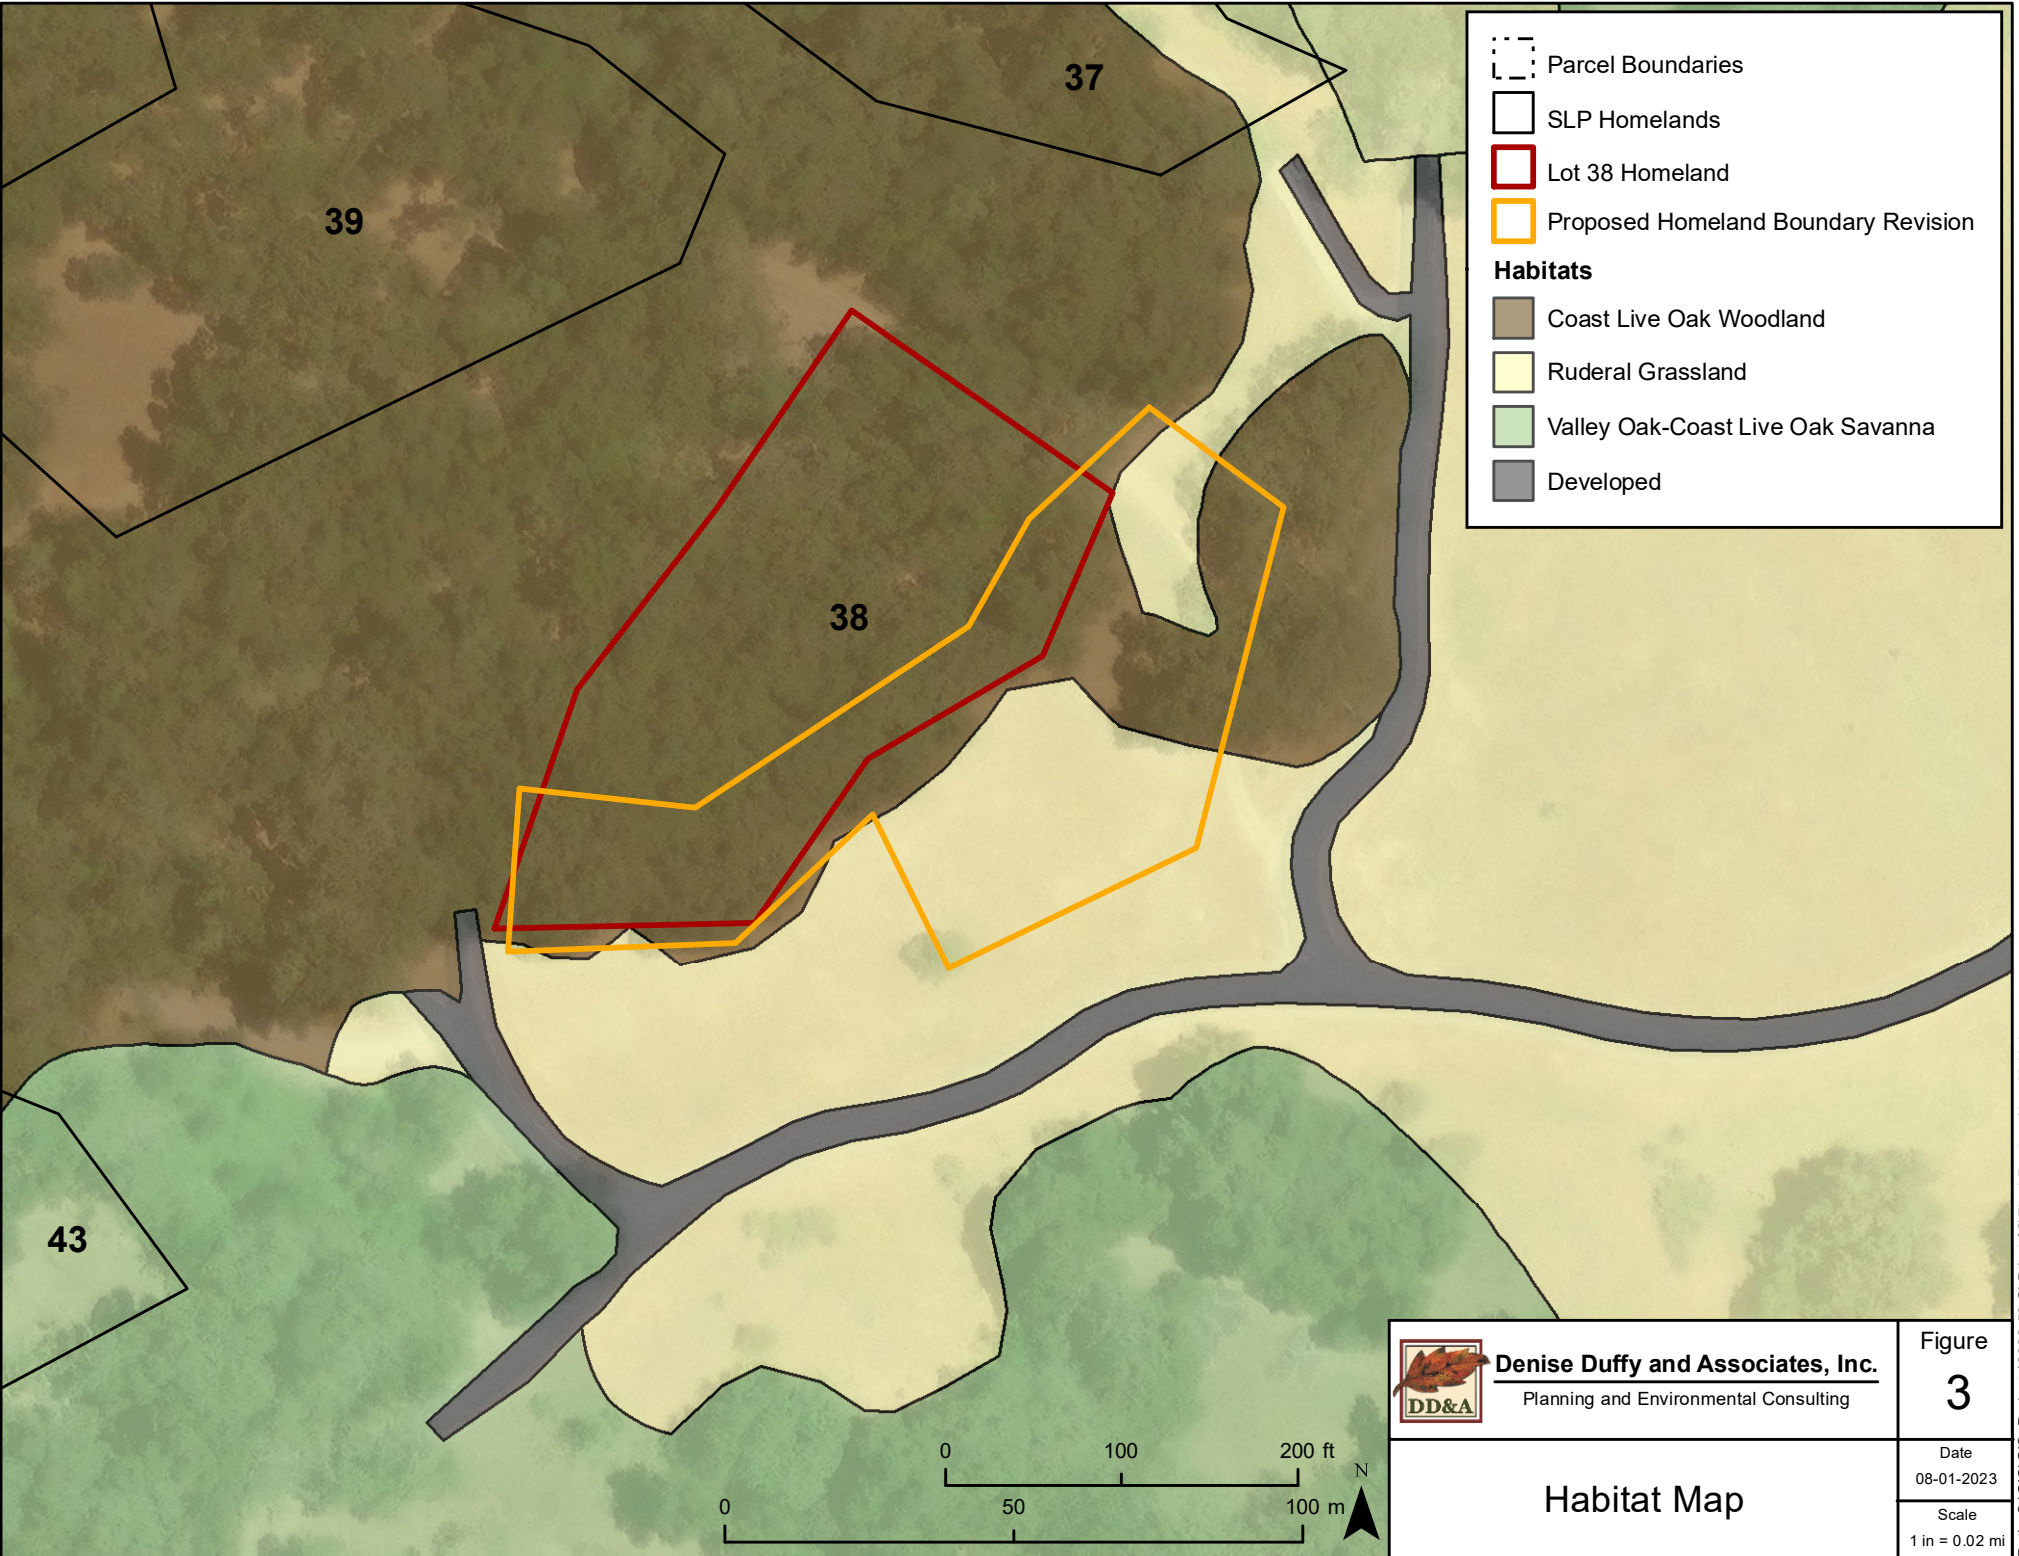 37
39
38
43
Parcel Boundaries
SLP Homelands
Lot 38 Homeland
Proposed Homeland Boundary Revision
Habitats
Coast Live Oak Woodland
Ruderal Grassland
Valley Oak-Coast Live Oak Savanna
Developed
0 100 200 ft
0 50 100 m
N
DD&A
Denise Duffy and Associates, Inc.
Planning and Environmental Consulting
Figure
3
Habitat Map
Date
08-01-2023
Scale
1 in = 0.02 mi